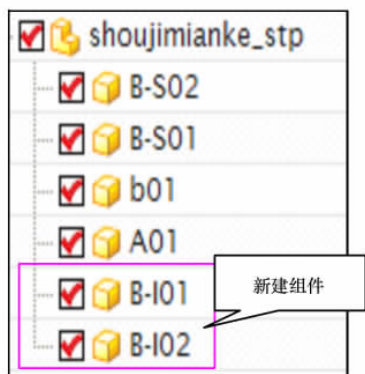 shoujimianke_stp
B-S02
B-S01
b01
A01
B-I01
新建组件
B-I02